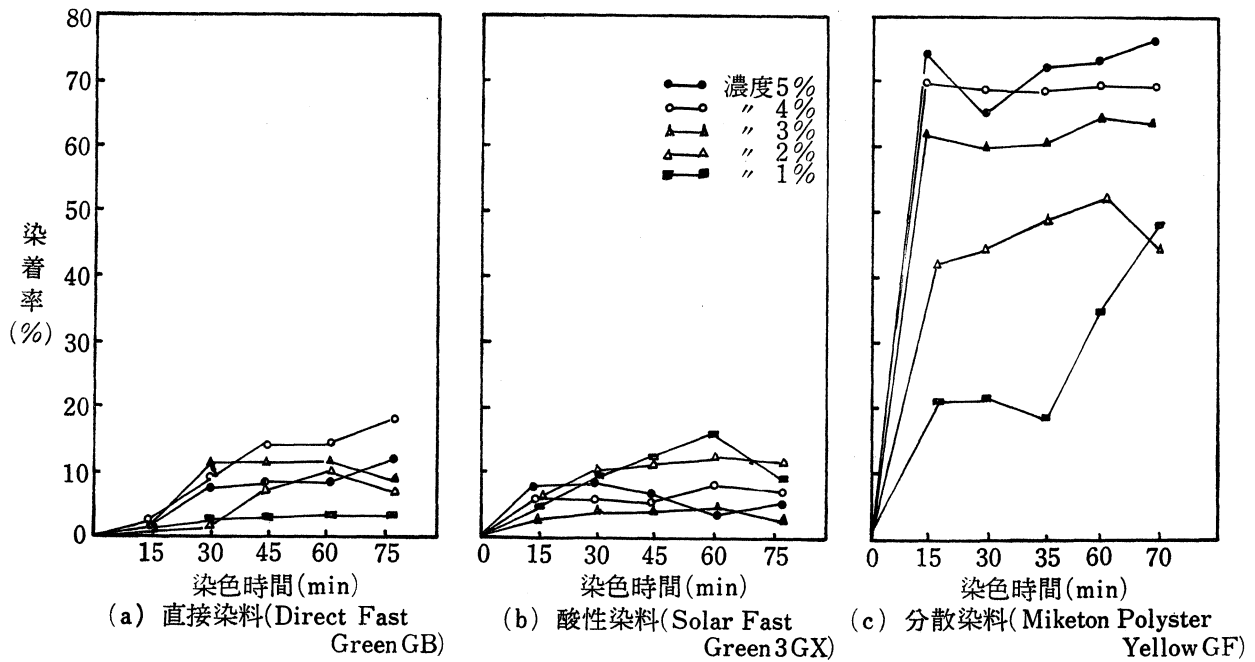 80
70
60
50
40
30
20
10
0
染着率
(%)
15 30 45 60 75
染色時間(min)
(a) 直接染料(Direct Fast
Green GB)
濃度5%
〃 4%
〃 3%
〃 2%
〃 1%
0 15 30 45 60 75
染色時間(min)
(b) 酸性染料(Solar Fast
Green 3GX)
0 15 30 35 60 70
染色時間(min)
(c) 分散染料(Miketon Polyster
Yellow GF)